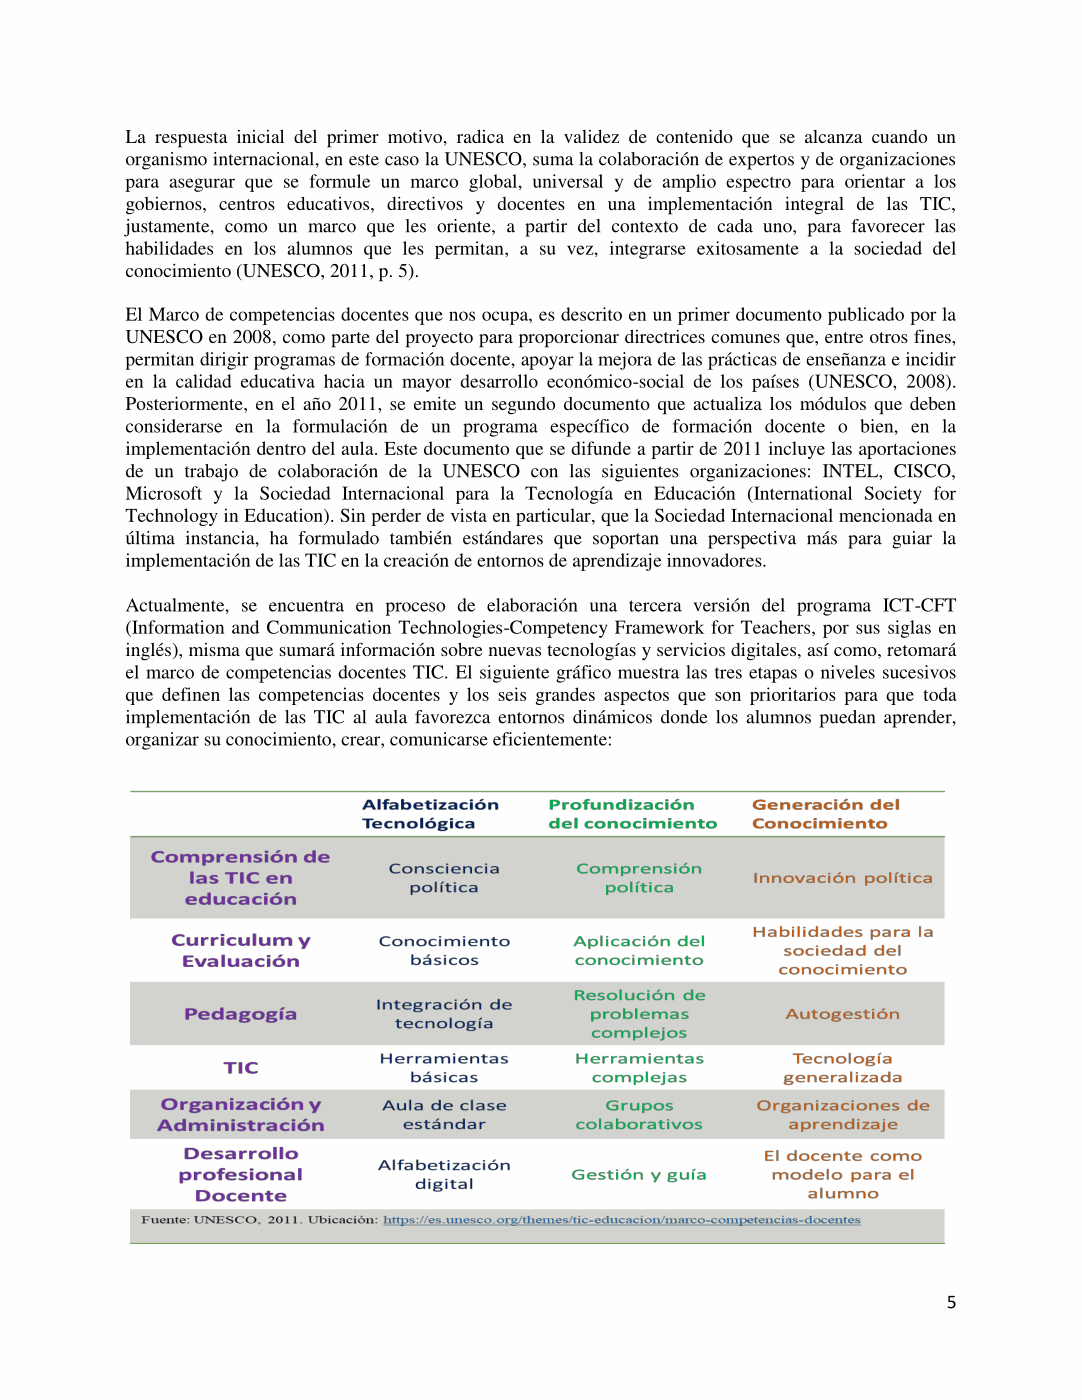 La respuesta inicial del primer motivo, radica en la validez de contenido que se alcanza cuando un
organismo internacional, en este caso la UNESCO, suma la colaboración de expertos y de organizaciones
para asegurar que se formule un marco global, universal y de amplio espectro para orientar a los
gobiernos, centros educativos, directivos y docentes en una implementación integral de las TIC,
justamente, como un marco que les oriente, a partir del contexto de cada uno, para favorecer las
habilidades en los alumnos que les permitan, a su vez, integrarse exitosamente a la sociedad del
conocimiento (UNESCO, 2011, p. 5).
El Marco de competencias docentes que nos ocupa, es descrito en un primer documento publicado por la
UNESCO en 2008, como parte del proyecto para proporcionar directrices comunes que, entre otros fines,
permitan dirigir programas de formación docente, apoyar la mejora de las prácticas de enseñanza e incidir
en la calidad educativa hacia un mayor desarrollo económico-social de los países (UNESCO, 2008).
Posteriormente, en el año 2011, se emite un segundo documento que actualiza los módulos que deben
considerarse en la formulación de un programa específico de formación docente o bien, en la
implementación dentro del aula. Este documento que se difunde a partir de 2011 incluye las aportaciones
de un trabajo de colaboración de la UNESCO con las siguientes organizaciones: INTEL, CISCO,
Microsoft y la Sociedad Internacional para la Tecnología en Educación (International Society for
Technology in Education). Sin perder de vista en particular, que la Sociedad Internacional mencionada en
última instancia, ha formulado también estándares que soportan una perspectiva más para guiar la
implementación de las TIC en la creación de entornos de aprendizaje innovadores.
Actualmente, se encuentra en proceso de elaboración una tercera versión del programa ICT-CFT
(Information and Communication Technologies-Competency Framework for Teachers, por sus siglas en
inglés), misma que sumará información sobre nuevas tecnologías y servicios digitales, así como, retomará
el marco de competencias docentes TIC. El siguiente gráfico muestra las tres etapas o niveles sucesivos
que definen las competencias docentes y los seis grandes aspectos que son prioritarios para que toda
implementación de las TIC al aula favorezca entornos dinámicos donde los alumnos puedan aprender,
organizar su conocimiento, crear, comunicarse eficientemente:
Alfabetización
Tecnológica
Profundización
del conocimiento
Generación del
Conocimiento
Comprensión de
las TIC en
educación
Consciencia
política
Comprensión
política
Innovación política
Curriculum y
Evaluación
Conocimiento
básicos
Aplicación del
conocimiento
Habilidades para la
sociedad del
conocimiento
Pedagogía
Integración de
tecnología
Resolución de
problemas
complejos
Autogestión
TIC
Herramientas
básicas
Herramientas
complejas
Tecnología
generalizada
Organización y
Administración
Aula de clase
estándar
Grupos
colaborativos
Organizaciones de
aprendizaje
Desarrollo
profesional
Docente
Alfabetización
digital
Gestión y guía
El docente como
modelo para el
alumno
Fuente: UNESCO, 2011. Ubicación: https://es.unesco.org/themes/tic-educacion/marco-competencias-docentes
5